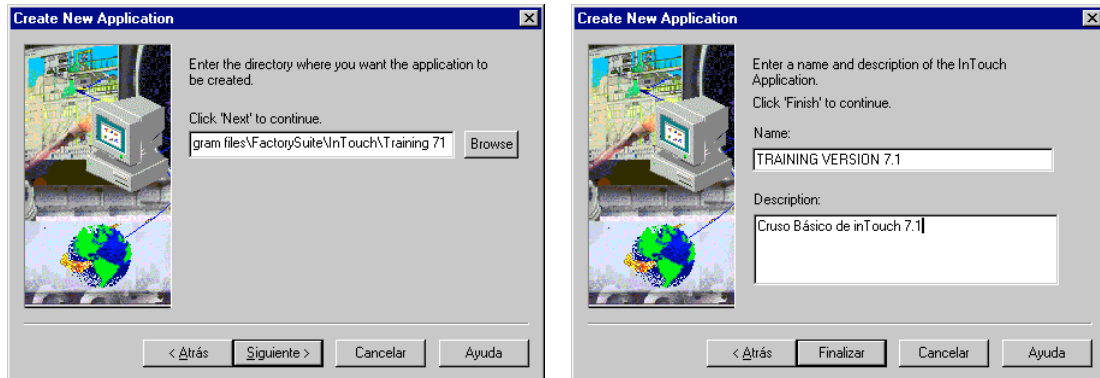 Create New Application
Enter the directory where you want the application to
be created.
Click 'Next' to continue.
gram files\FactorySuite\InTouch\Training 71
Browse
< Atrás
Siguiente >
Cancelar
Ayuda
Create New Application
Enter a name and description of the InTouch
Application.
Click 'Finish' to continue.
Name:
TRAINING VERSION 7.1
Description:
Cruso Básico de inTouch 7.1
< Atrás
Finalizar
Cancelar
Ayuda